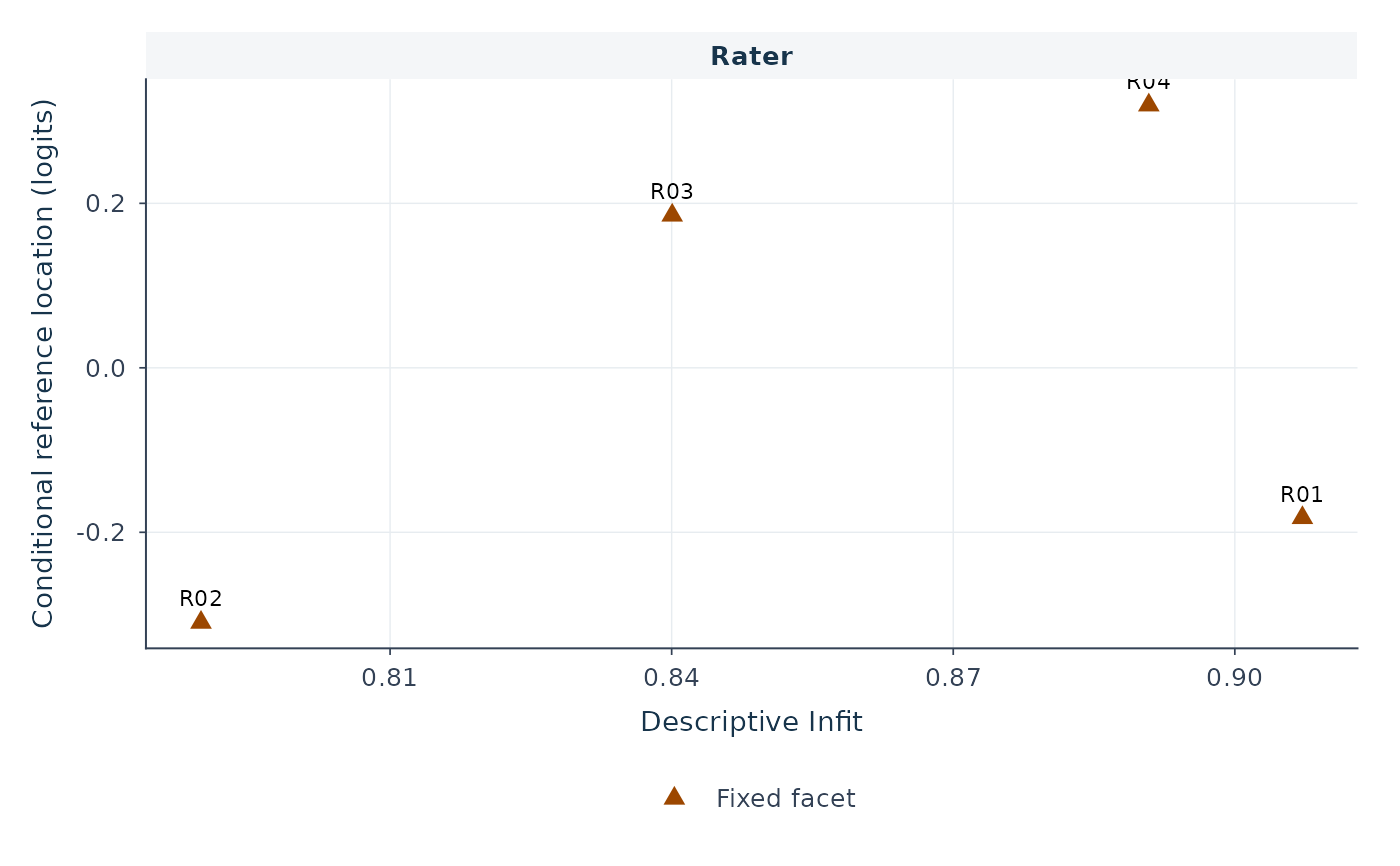 Rater
R04
R03
R01
R02
Conditional reference location (logits)
0.2
0.0
-0.2
0.81 0.84 0.87 0.90
Descriptive Infit
Fixed facet